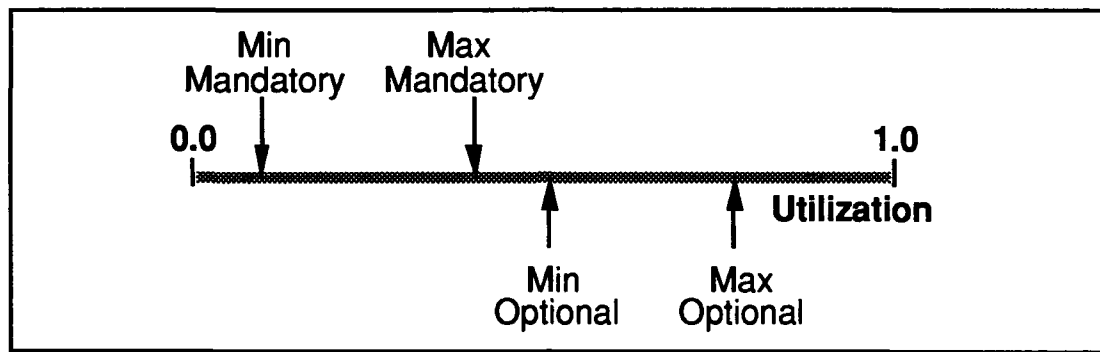 Min
Mandatory
Max
Mandatory
0.0
1.0
Utilization
Min
Optional
Max
Optional